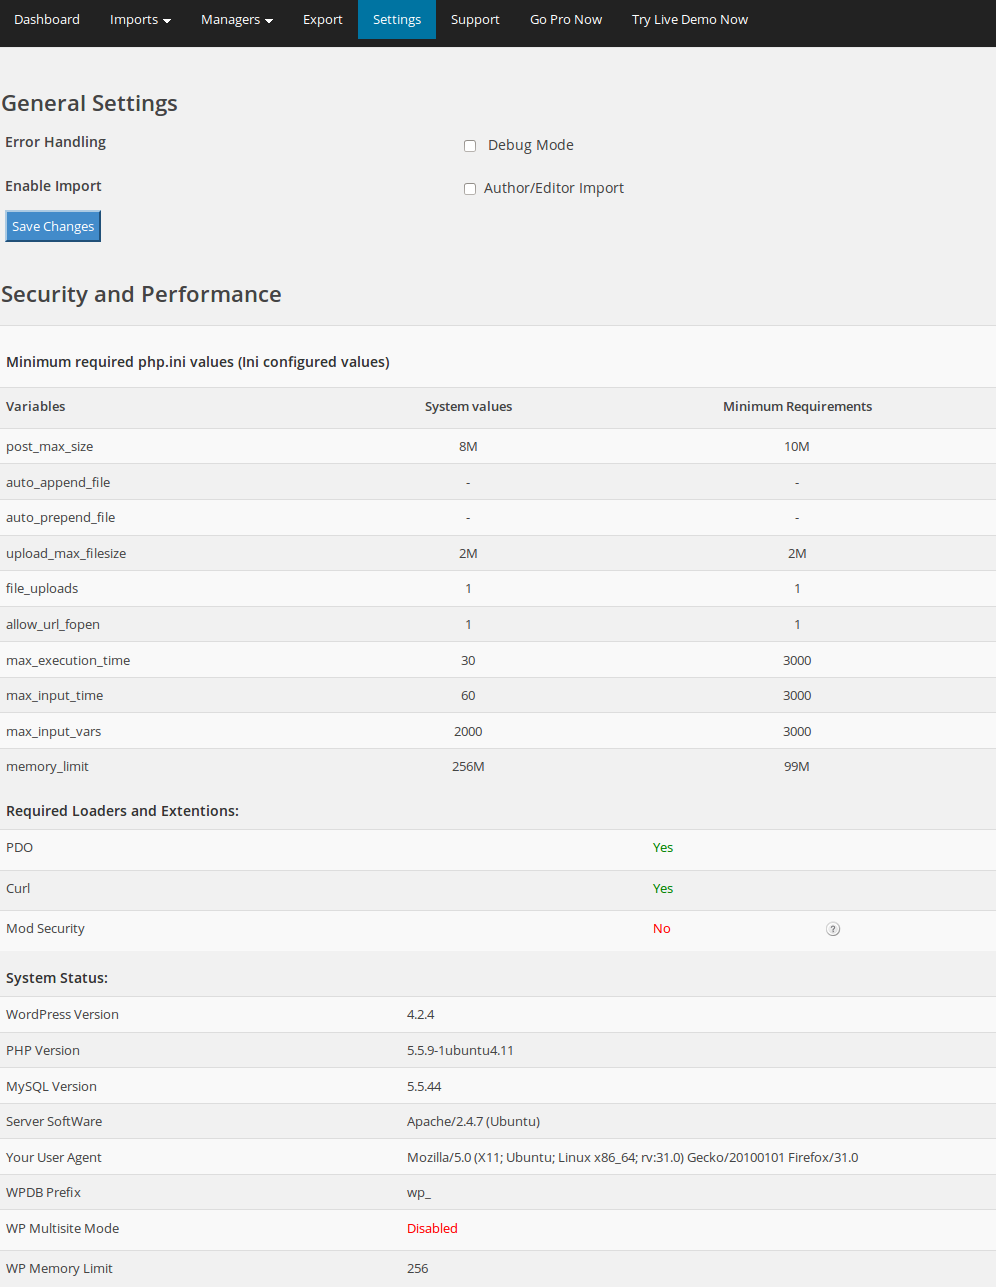 Dashboard Imports Managers Export Settings Support Go Pro Now Try Live Demo Now
General Settings
Error Handling Debug Mode
Enable Import Author/Editor Import
Save Changes
Security and Performance
Minimum required php.ini values (Ini configured values)
Variables System values Minimum Requirements
post_max_size 8M 10M
auto_append_file - -
auto_prepend_file - -
upload_max_filesize 2M 2M
file_uploads 1 1
allow_url_fopen 1 1
max_execution_time 30 3000
max_input_time 60 3000
max_input_vars 2000 3000
memory_limit 256M 99M
Required Loaders and Extentions:
PDO Yes
Curl Yes
Mod Security No ?
System Status:
WordPress Version 4.2.4
PHP Version 5.5.9-1ubuntu4.11
MySQL Version 5.5.44
Server SoftWare Apache/2.4.7 (Ubuntu)
Your User Agent Mozilla/5.0 (X11; Ubuntu; Linux x86_64; rv:31.0) Gecko/20100101 Firefox/31.0
WPDB Prefix wp_
WP Multisite Mode Disabled
WP Memory Limit 256